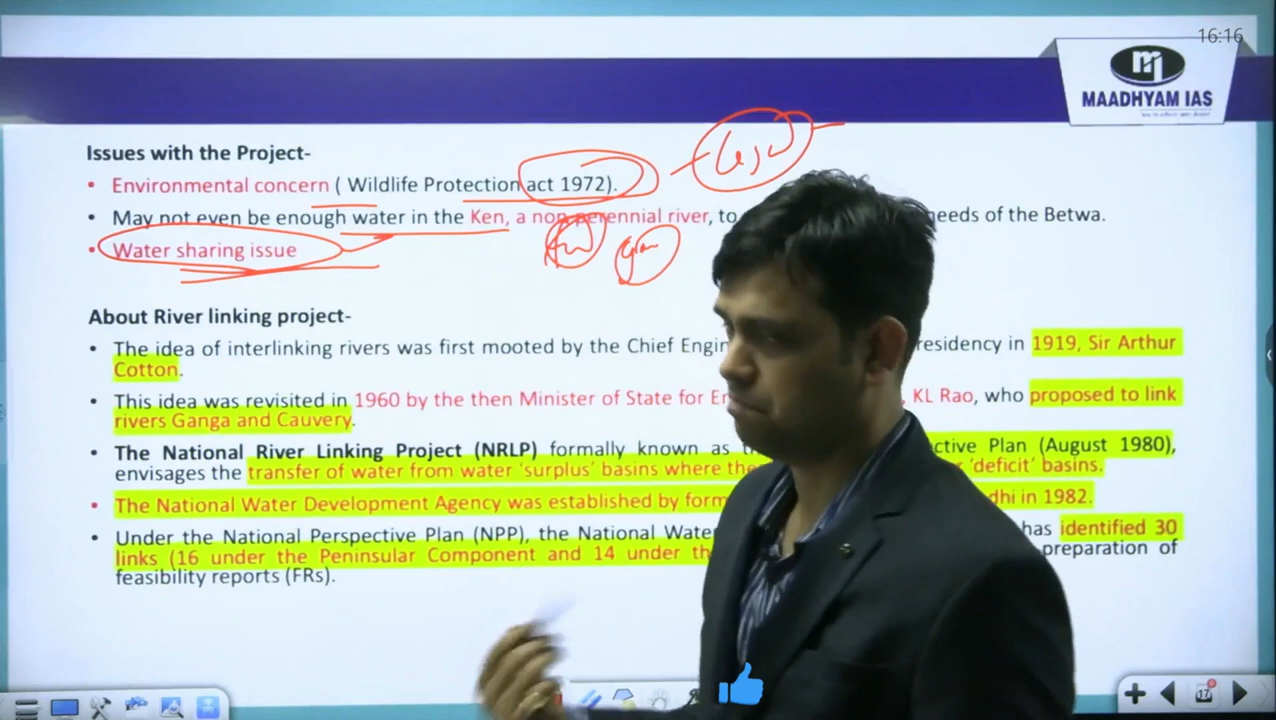 16:16
m
MAADHYAM IAS
Issues with the Project-
• Environmental concern ( Wildlife Protection act 1972).
• May not even be enough water in the Ken, a non perennial river, to needs of the Betwa.
• Water sharing issue
About River linking project-
• The idea of interlinking rivers was first mooted by the Chief Engi residency in 1919, Sir Arthur
Cotton.
• This idea was revisited in 1960 by the then Minister of State for Er , KL Rao, who proposed to link
rivers Ganga and Cauvery.
• The National River Linking Project (NRLP) formally known as ctive Plan (August 1980),
envisages the transfer of water from water 'surplus' basins where 'deficit' basins.
• The National Water Development Agency was established by form dhi in 1982.
• Under the National Perspective Plan (NPP), the National Wate has identified 30
links (16 under the Peninsular Component and 14 under preparation of
feasibility reports (FRs).
17